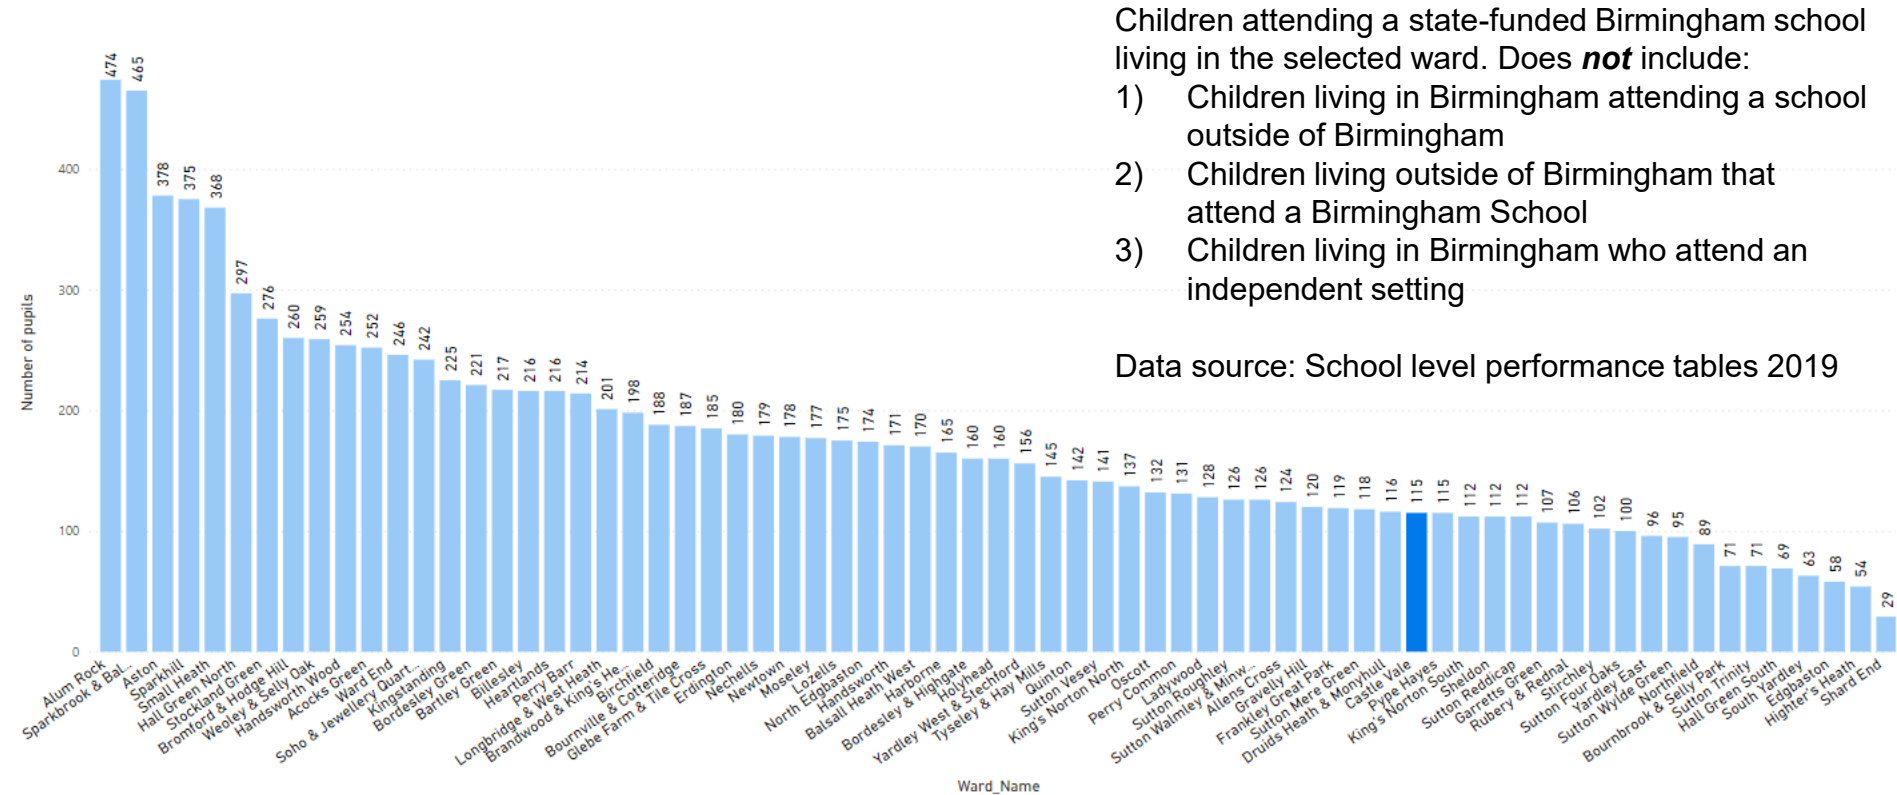 Children attending a state-funded Birmingham school
living in the selected ward. Does not include:
1) Children living in Birmingham attending a school
outside of Birmingham
2) Children living outside of Birmingham that
attend a Birmingham School
3) Children living in Birmingham who attend an
independent setting
Data source: School level performance tables 2019
Number of pupils
400
300
200
100
0
474
465
378
375
368
297
276
260
259
254
252
246
242
225
221
217
216
216
214
201
198
188
187
185
180
179
178
177
175
174
171
170
165
160
160
156
145
142
141
137
132
131
128
126
126
124
120
119
118
116
115
115
112
112
112
107
106
102
100
96
95
89
71
71
69
63
58
54
29
Alum Rock
Sparkbrook & Bal...
Aston
Sparkhill
Small Heath
Hall Green North
Stockland Green
Bromford & Hodge Hill
Weoley & Selly Oak
Handsworth Wood
Acocks Green
Ward End
Soho & Jewellery Quart...
Kingstanding
Bordesley Green
Bartley Green
Billesley
Heartlands
Perry Barr
Longbridge & West Heath
Brandwood & King's He...
Birchfield
Bournville & Cotteridge
Glebe Farm & Tile Cross
Erdington
Nechells
Newtown
Moseley
Lozells
North Edgbaston
Handsworth
Balsall Heath West
Harborne
Bordesley & Highgate
Holyhead
Yardley West & Stechford
Tyseley & Hay Mills
Quinton
Sutton Vesey
King's Norton North
Oscott
Perry Common
Ladywood
Sutton Roughley
Sutton Walmley & Minw...
Allens Cross
Gravelly Hill
Frankley Great Park
Sutton Mere Green
Druids Heath & Monyhull
Castle Vale
Pype Hayes
King's Norton South
Sheldon
Sutton Reddicap
Garretts Green
Rubery & Rednal
Stirchley
Sutton Four Oaks
Yardley East
Sutton Wylde Green
Northfield
Bournbrook & Selly Park
Sutton Trinity
Hall Green South
South Yardley
Edgbaston
Highter's Heath
Shard End
Ward_Name